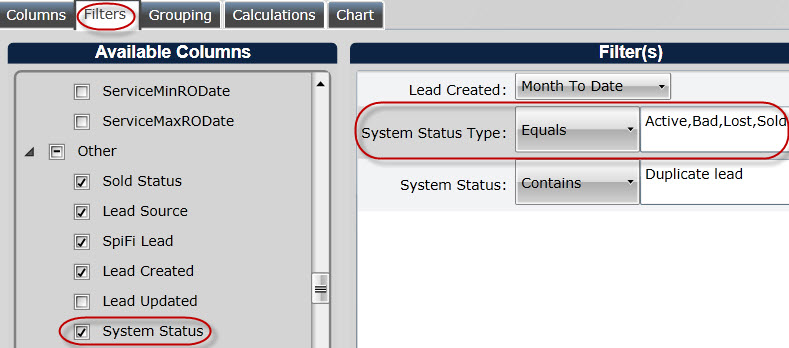 Columns Filters Grouping Calculations Chart
Available Columns
Filter(s)
ServiceMinRODate
ServiceMaxRODate
Other
Sold Status
Lead Source
SpiFi Lead
Lead Created
Lead Updated
System Status
Lead Created: Month To Date
System Status Type: Equals Active,Bad,Lost,Sold
System Status: Contains Duplicate lead